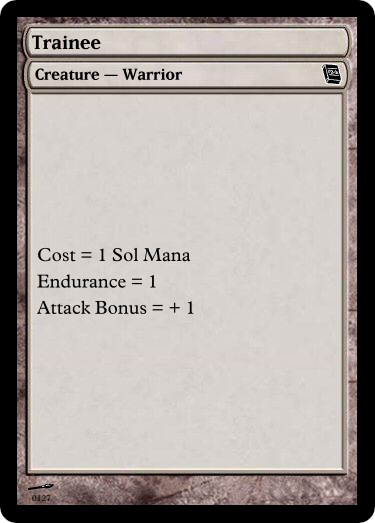 Trainee
Creature — Warrior
Cost = 1 Sol Mana
Endurance = 1
Attack Bonus = + 1
0127